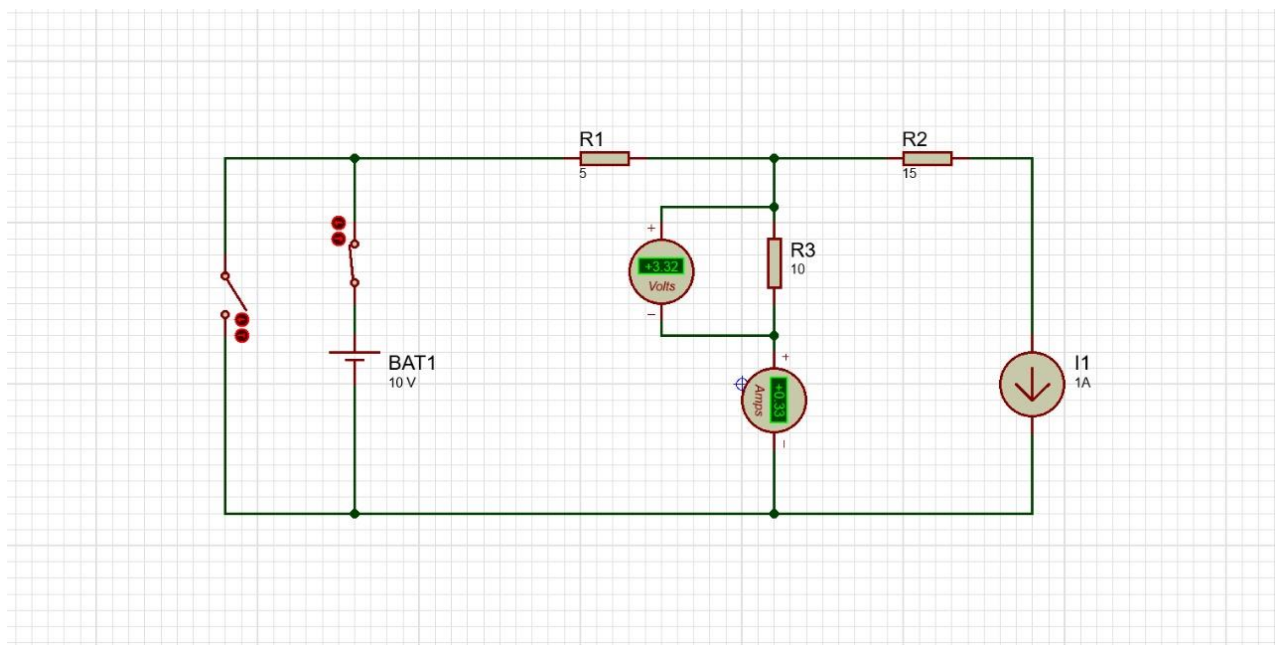 R1
5
R2
15
+
+3.32
Volts
−
R3
10
BAT1
10 V
+
+0.33
Amps
−
I1
1A